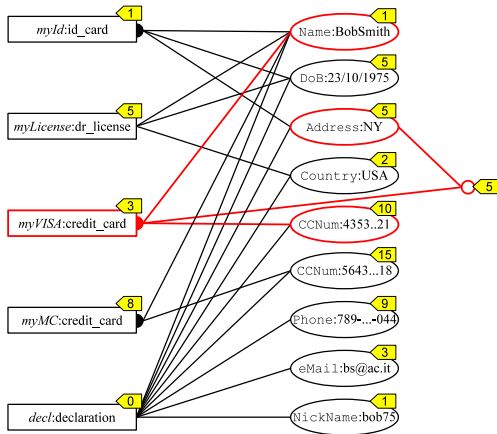 1
myId:id_card
1
Name:BobSmith
5
DoB:23/10/1975
5
myLicense:dr_license
5
Address:NY
2
Country:USA
5
3
myVISA:credit_card
10
CCNum:4353..21
15
CCNum:5643...18
8
myMC:credit_card
9
Phone:789-...-044
3
eMail:bs@ac.it
0
decl:declaration
1
NickName:bob75